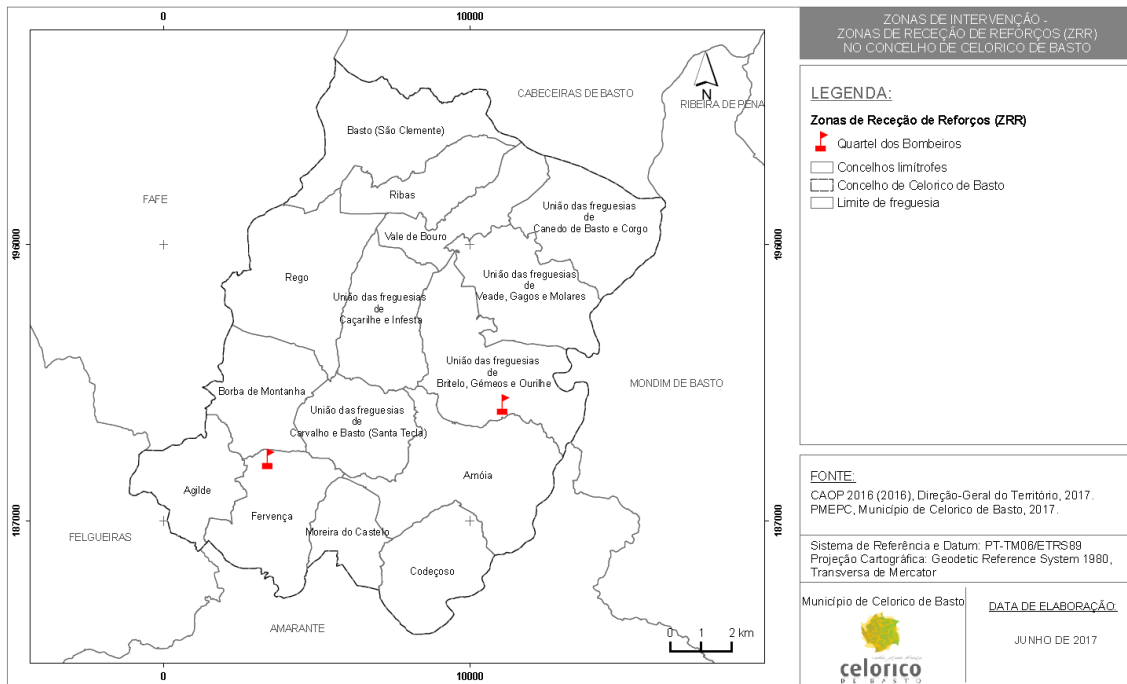 0
10000
ZONAS DE INTERVENÇÃO -
ZONAS DE RECEÇÃO DE REFORÇOS (ZRR)
NO CONCELHO DE CELORICO DE BASTO
N
CABECEIRAS DE BASTO
RIBEIRA DE PENA
Basto (São Clemente)
FAFE
Ribas
União das freguesias
de
Canedo de Basto e Corgo
Vale de Bouro
196000
196000
Rego
União das freguesias
de
Veade, Gagos e Molares
União das freguesias
de
Caçarilhe e Infesta
União das freguesias
de
Britelo, Gémeos e Ourilhe
MONDIM DE BASTO
Borba de Montanha
União das freguesias
de
Carvalho e Basto (Santa Tecla)
Arnóia
Agilde
Fervença
187000
187000
Moreira do Castelo
FELGUEIRAS
Codeçoso
AMARANTE
0 1 2 km
0
10000
LEGENDA:
Zonas de Receção de Reforços (ZRR)
Quartel dos Bombeiros
Concelhos limítrofes
Concelho de Celorico de Basto
Limite de freguesia
FONTE:
CAOP 2016 (2016), Direção-Geral do Território, 2017.
PMEPC, Município de Celorico de Basto, 2017.
Sistema de Referência e Datum: PT-TM06/ETRS89
Projeção Cartográfica: Geodetic Reference System 1980,
Transversa de Mercator
Município de Celorico de Basto
celorico
DE BASTO
DATA DE ELABORAÇÃO:
JUNHO DE 2017